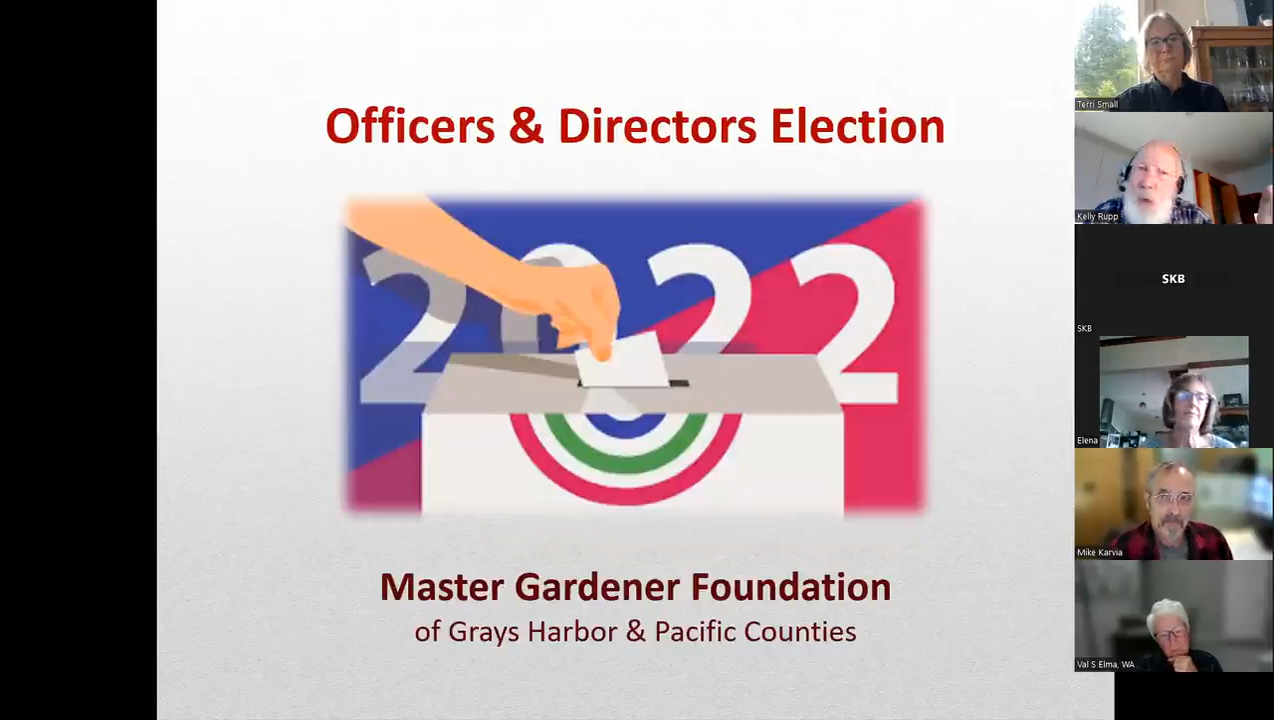 Officers & Directors Election
2022
Master Gardener Foundation
of Grays Harbor & Pacific Counties
Terri Small
Kelly Rupp
SKB
SKB
Elena
Mike Karvia
Val S Elma, WA